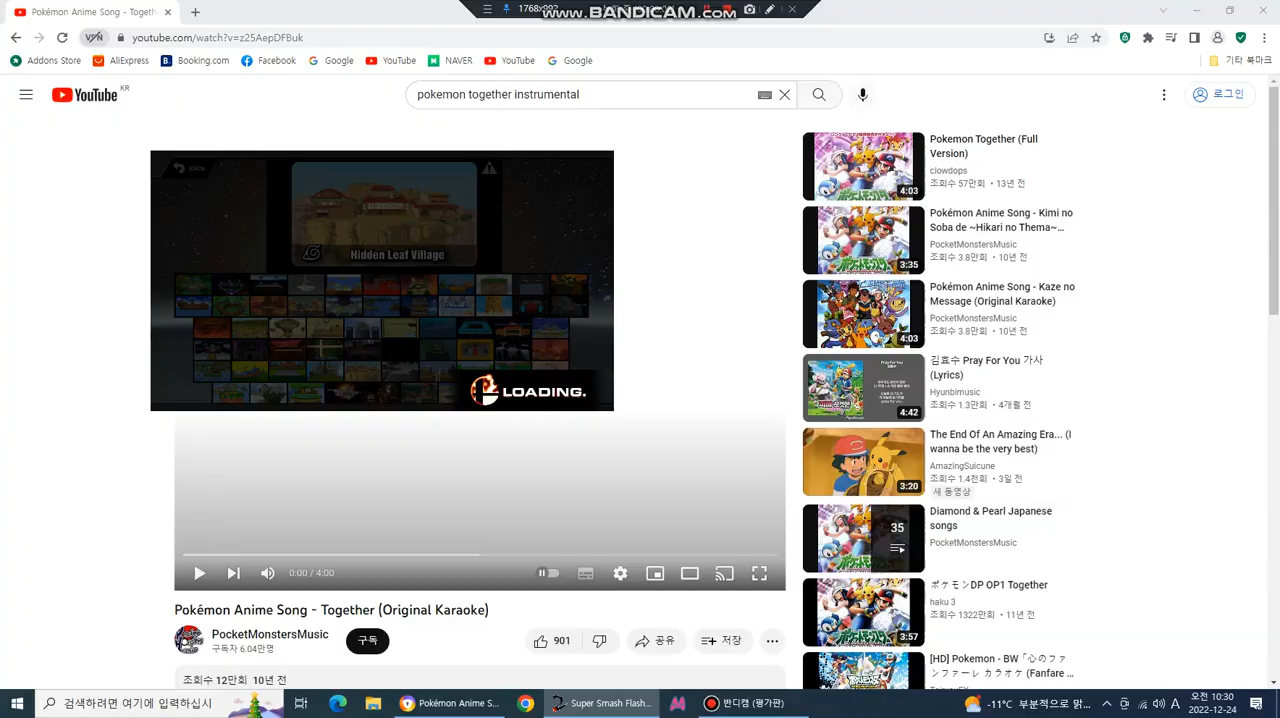 Pokémon Anime Song - Togeth
1768x992
www.BANDICAM.com
VPN
youtube.com/watch?v=z25AepDFBuk
Addons Store
AliExpress
Booking.com
Facebook
Google
YouTube
NAVER
YouTube
Google
기타 북마크
YouTube KR
pokemon together instrumental
로그인
BACK
Hidden Leaf Village
LOADING.
0:00 / 4:00
Pokémon Anime Song - Together (Original Karaoke)
PocketMonstersMusic
구독자 6.04만명
구독
901
공유
저장
조회수 12만회 10년 전
4:03
Pokemon Together (Full
Version)
clowdops
조회수 57만회 • 13년 전
3:35
Pokémon Anime Song - Kimi no
Soba de ~Hikari no Thema~…
PocketMonstersMusic
조회수 3.8만회 • 10년 전
4:03
Pokémon Anime Song - Kaze no
Message (Original Karaoke)
PocketMonstersMusic
조회수 3.8만회 • 10년 전
Pray For You
4:42
김효수 Pray For You 가사
(Lyrics)
Hyunbimusic
조회수 1.3만회 • 4개월 전
3:20
The End Of An Amazing Era... (I
wanna be the very best)
AmazingSuicune
조회수 1.4천회 • 3일 전
새 동영상
35
Diamond & Pearl Japanese
songs
PocketMonstersMusic
3:57
ポケモンDP OP1 Together
haku 3
조회수 1322만회 • 11년 전
[HD] Pokemon - BW「心のファ
ンファーレ カラオケ (Fanfare ...
검색하려면 여기에 입력하십시
Pokémon Anime S...
Super Smash Flash...
반디캠 (평가판)
-11°C 부분적으로 맑...
A
오전 10:30
2022-12-24